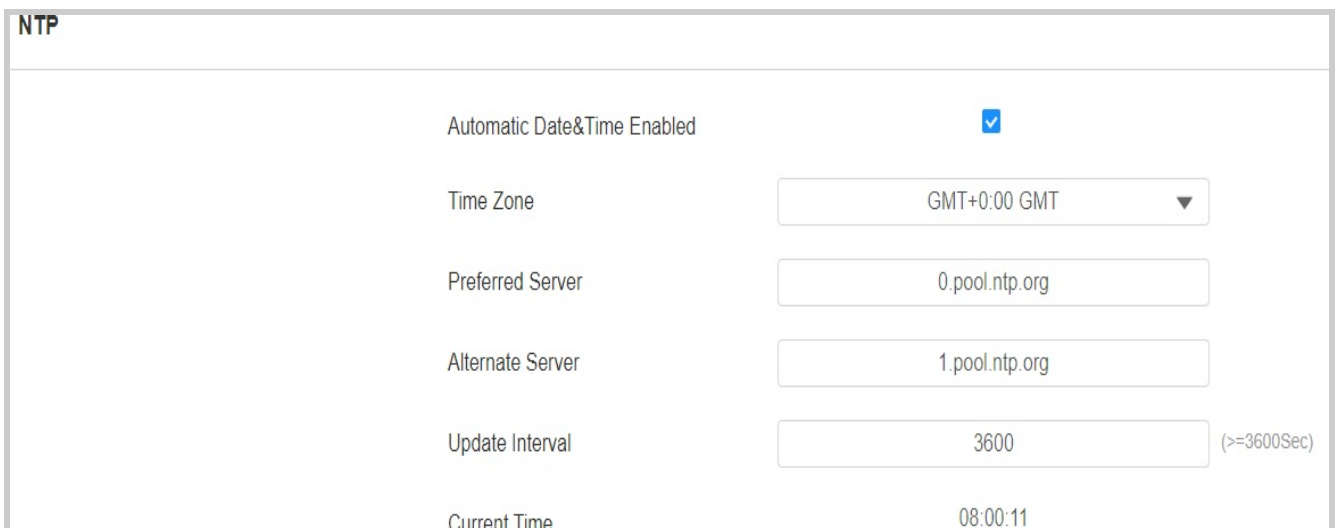 NTP
Automatic Date&Time Enabled
Time Zone GMT+0:00 GMT
Preferred Server 0.pool.ntp.org
Alternate Server 1.pool.ntp.org
Update Interval 3600 (>=3600Sec)
Current Time 08:00:11